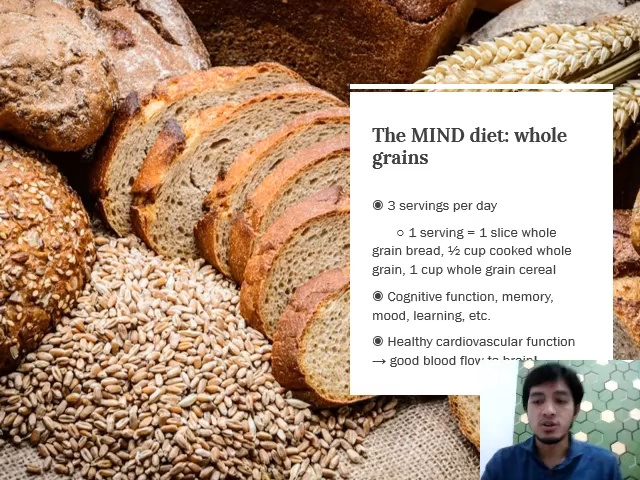 The MIND diet: whole
grains
◉ 3 servings per day
○ 1 serving = 1 slice whole
grain bread, ½ cup cooked whole
grain, 1 cup whole grain cereal
◉ Cognitive function, memory,
mood, learning, etc.
◉ Healthy cardiovascular function
→ good blood flow to brain!